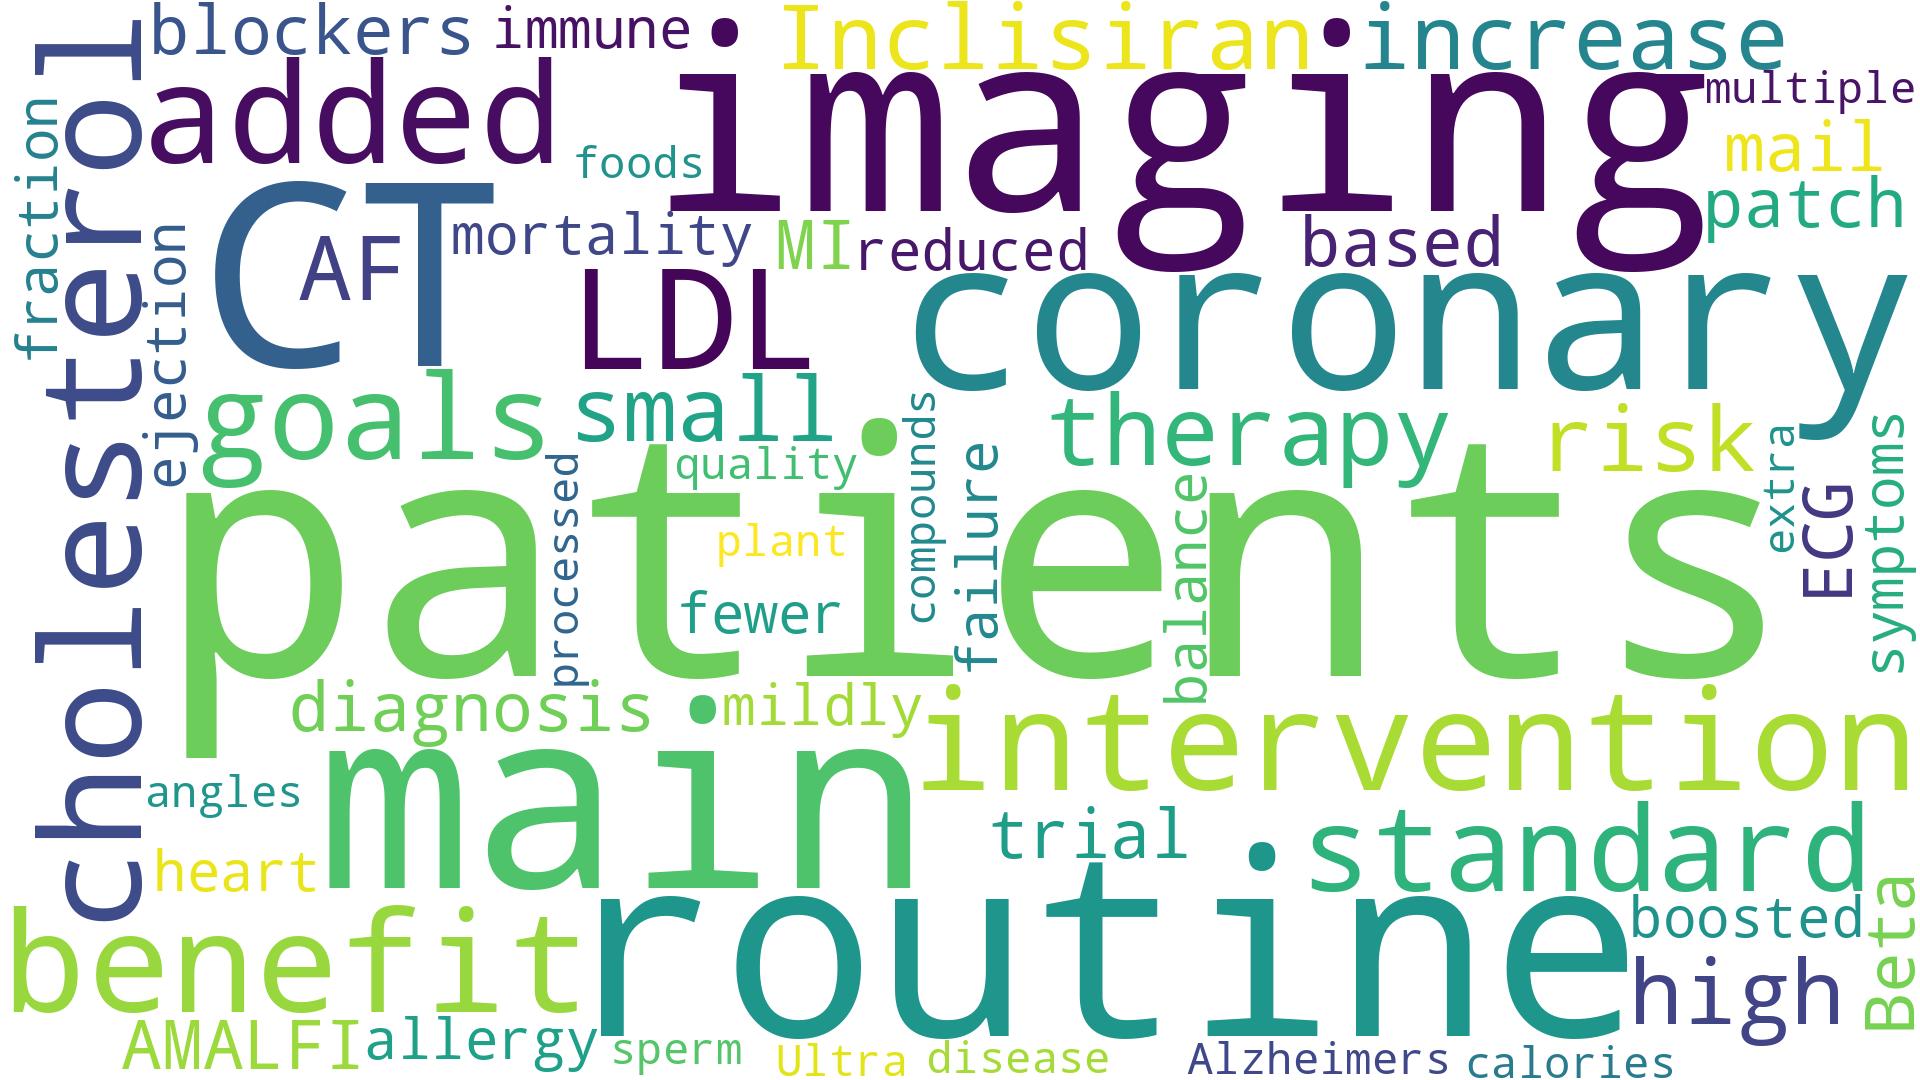 blockers
immune
Inclisiran
increase
added
imaging
multiple
foods
mail
cholesterol
fraction
CT
AF
mortality
MI
reduced
based
patch
ejection
LDL
coronary
goals
small
therapy
risk
quality
compounds
extra
ECG
symptoms
patients
processed
plant
failure
balance
fewer
diagnosis
mildly
intervention
angles
main
trial
standard
heart
benefit
routine
boosted
high
Beta
AMALFI
allergy
sperm
Ultra
disease
Alzheimers
calories